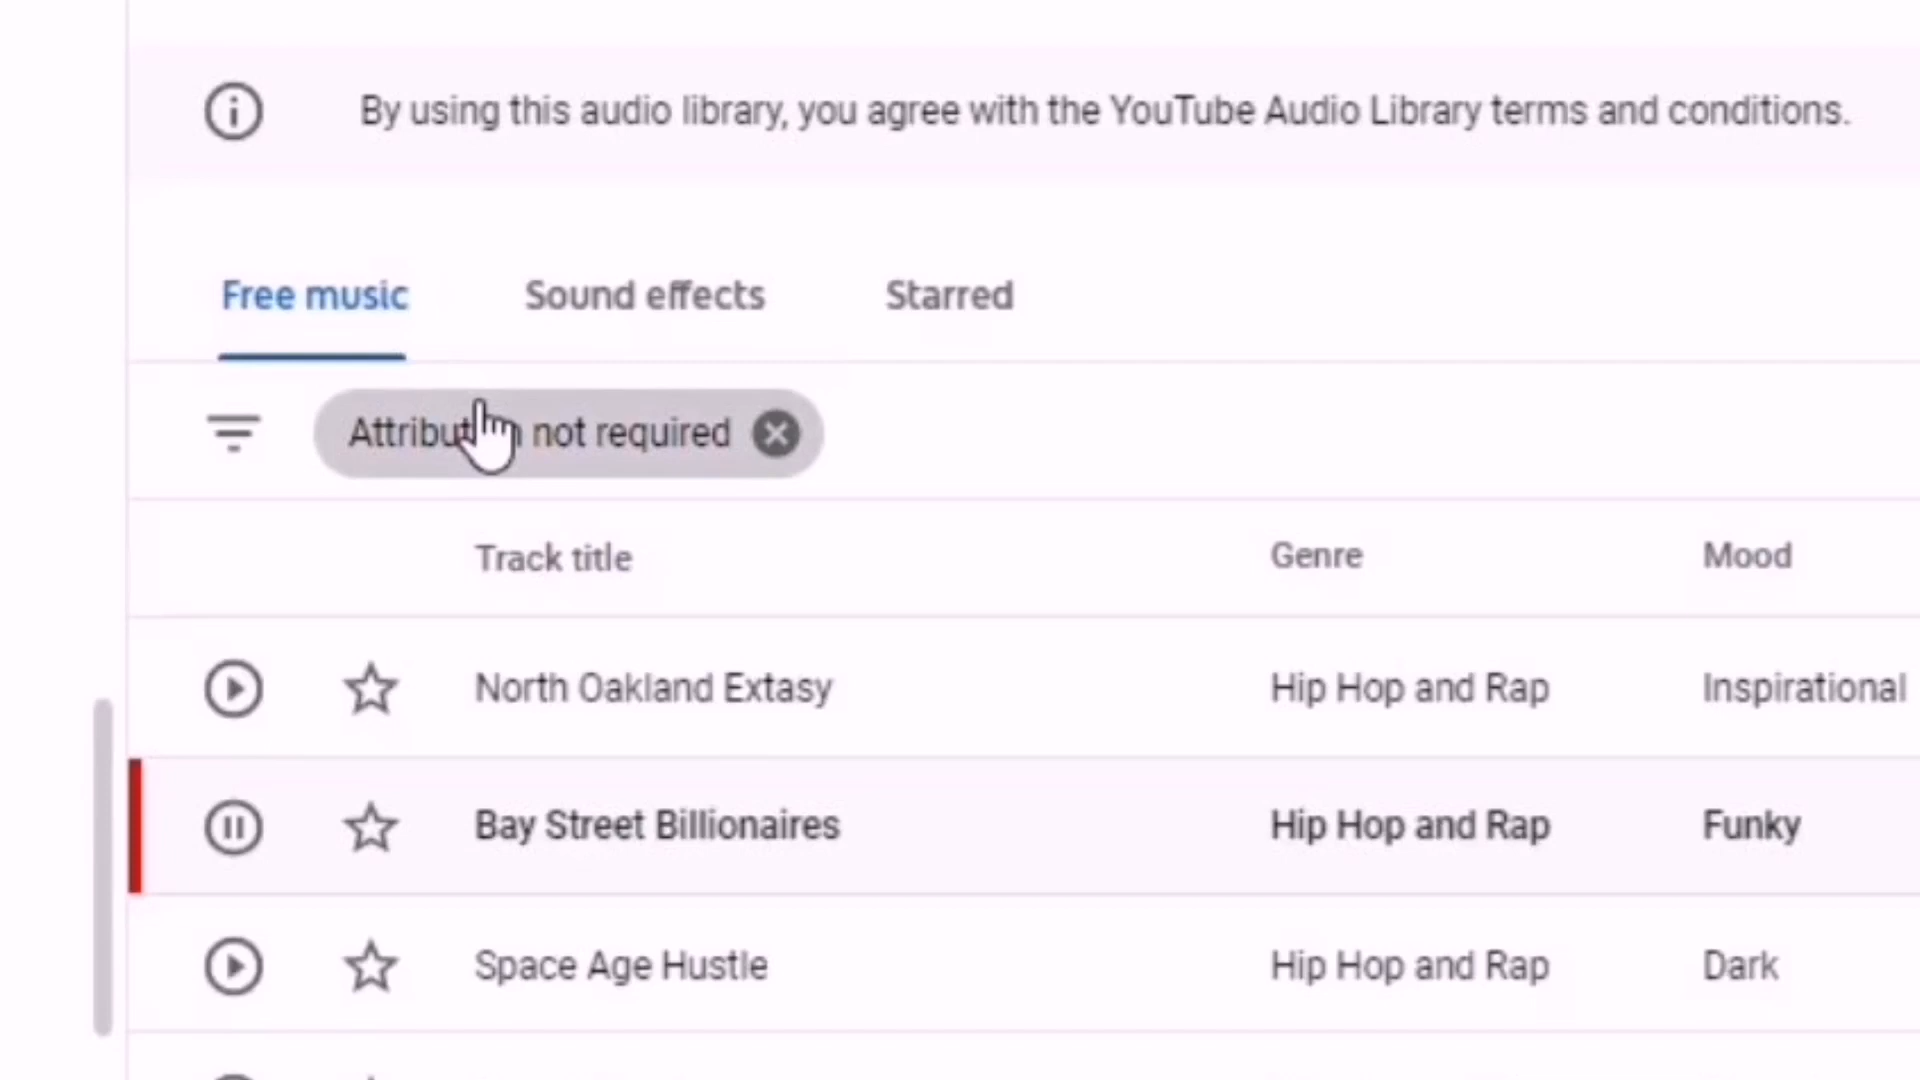 By using this audio library, you agree with the YouTube Audio Library terms and conditions.
Free music Sound effects Starred
not required
Track title Genre Mood
North Oakland Extasy Hip Hop and Rap Inspirational
Bay Street Billionaires Hip Hop and Rap Funky
Space Age Hustle Hip Hop and Rap Dark